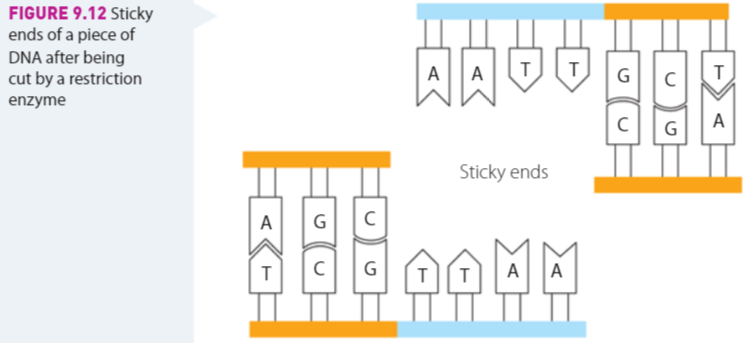 FIGURE 9.12 Sticky
ends of a piece of
DNA after being
cut by a restriction
enzyme
A A T T G C T
C G A
Sticky ends
A G C
T C G T T A A